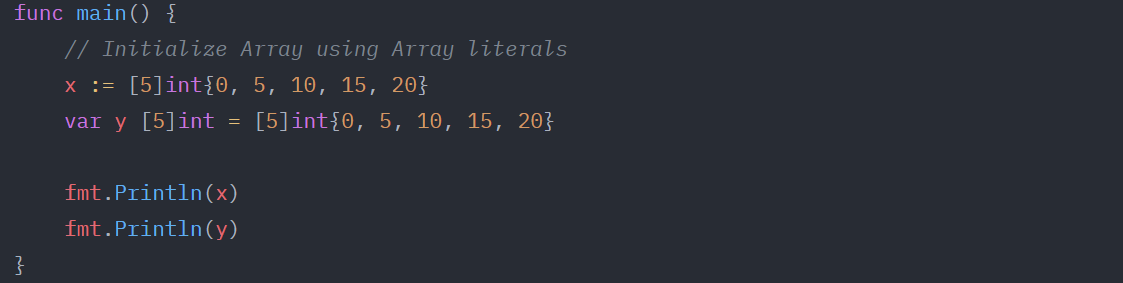 func main() {
    // Initialize Array using Array literals
    x := [5]int{0, 5, 10, 15, 20}
    var y [5]int = [5]int{0, 5, 10, 15, 20}

    fmt.Println(x)
    fmt.Println(y)
}